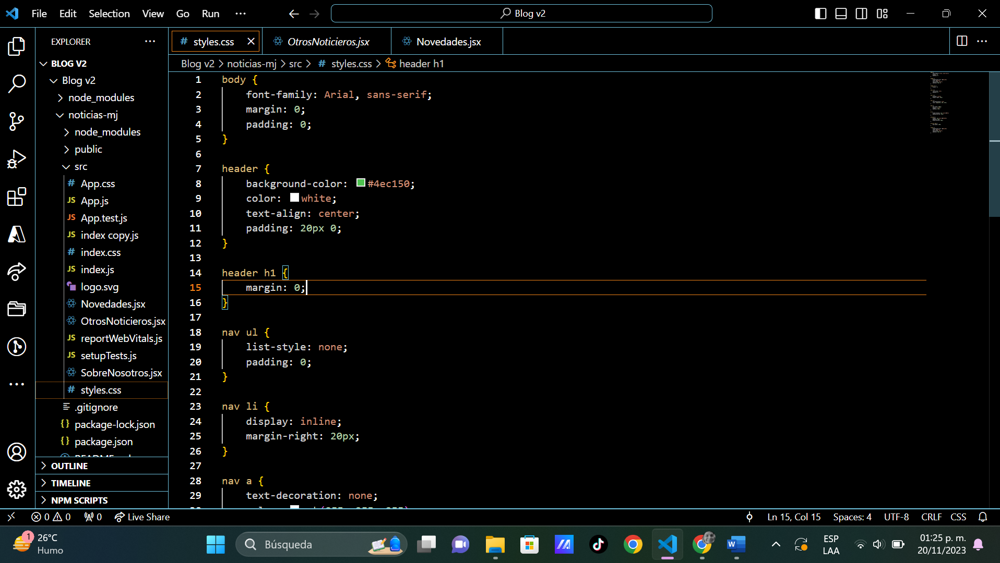 File Edit Selection View Go Run ... Blog v2
EXPLORER
BLOG V2
Blog v2
node_modules
noticias-mj
node_modules
public
src
# App.css
JS App.js
JS App.test.js
JS index copy.js
# index.css
JS index.js
logo.svg
Novedades.jsx
OtrosNoticieros.jsx
JS reportWebVitals.js
JS setupTests.js
SobreNosotros.jsx
# styles.css
.gitignore
{} package-lock.json
{} package.json
OUTLINE
TIMELINE
NPM SCRIPTS
# styles.css OtrosNoticieros.jsx Novedades.jsx
Blog v2 > noticias-mj > src > # styles.css > header h1
1 body {
2 font-family: Arial, sans-serif;
3 margin: 0;
4 padding: 0;
5 }
6
7 header {
8 background-color: #4ec150;
9 color: white;
10 text-align: center;
11 padding: 20px 0;
12 }
13
14 header h1 {
15 margin: 0;
16 }
17
18 nav ul {
19 list-style: none;
20 padding: 0;
21 }
22
23 nav li {
24 display: inline;
25 margin-right: 20px;
26 }
27
28 nav a {
29 text-decoration: none;
0 0 0 Live Share Ln 15, Col 15 Spaces: 4 UTF-8 CRLF CSS
1 26°C
Humo
Búsqueda
W
ESP
LAA
01:25 p. m.
20/11/2023